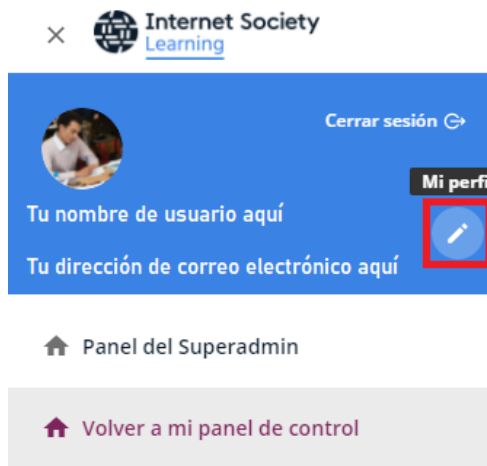 Internet Society
Learning
Cerrar sesión
Mi perfi
Tu nombre de usuario aquí
Tu dirección de correo electrónico aquí
Panel del Superadmin
Volver a mi panel de control